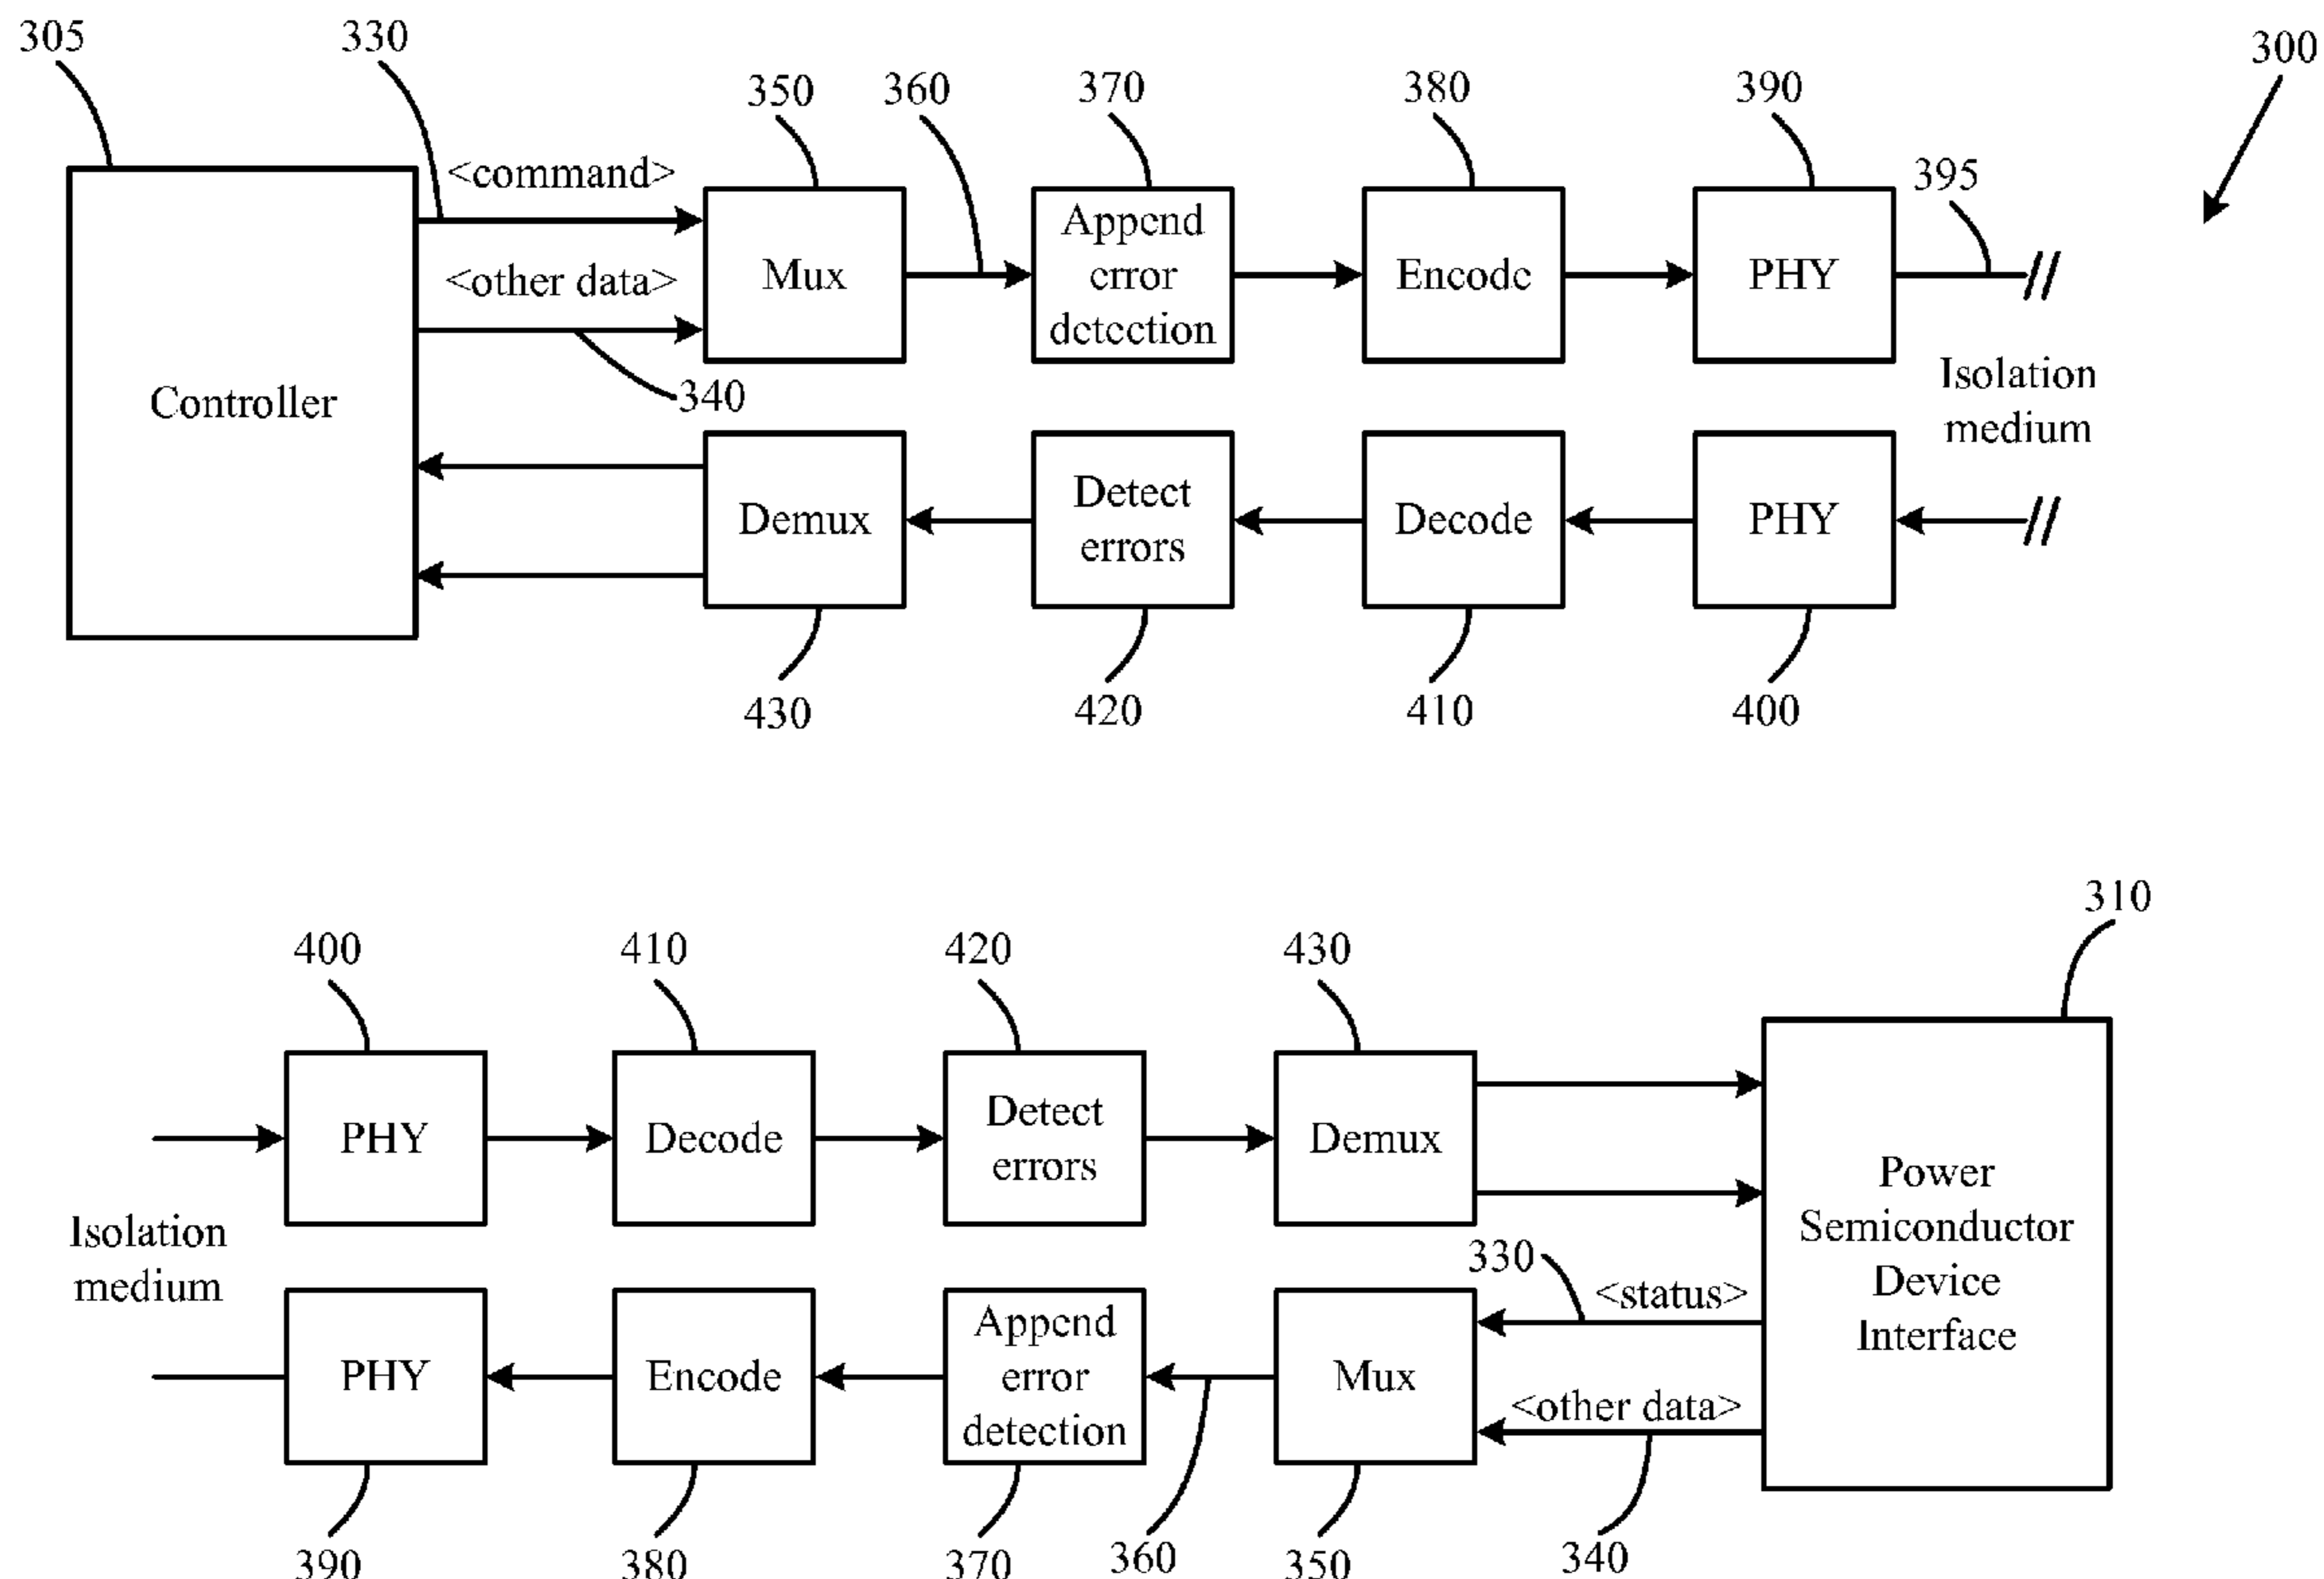 305
330
350
360
370
380
390
300
395
<command>
<other data>
Controller
Mux
Append
error
detection
Encode
PHY
Isolation
medium
340
Demux
Detect
errors
Decode
PHY
430
420
410
400
310
400
410
420
430
PHY
Decode
Detect
errors
Demux
Power
Semiconductor
Device
Interface
Isolation
medium
330
<status>
<other data>
PHY
Encode
Append
error
detection
Mux
390
380
370
360
350
340